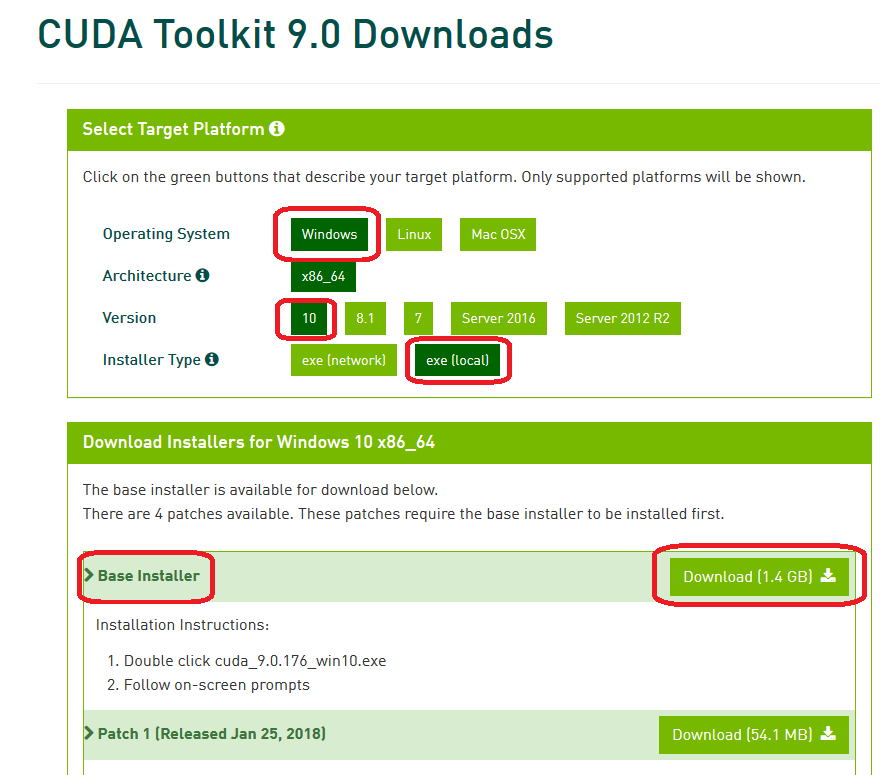 CUDA Toolkit 9.0 Downloads
Select Target Platform
Click on the green buttons that describe your target platform. Only supported platforms will be shown.
Operating System Windows Linux Mac OSX
Architecture x86_64
Version 10 8.1 7 Server 2016 Server 2012 R2
Installer Type exe (network) exe (local)
Download Installers for Windows 10 x86_64
The base installer is available for download below.
There are 4 patches available. These patches require the base installer to be installed first.
Base Installer Download (1.4 GB)
Installation Instructions:
1. Double click cuda_9.0.176_win10.exe
2. Follow on-screen prompts
Patch 1 (Released Jan 25, 2018) Download (54.1 MB)